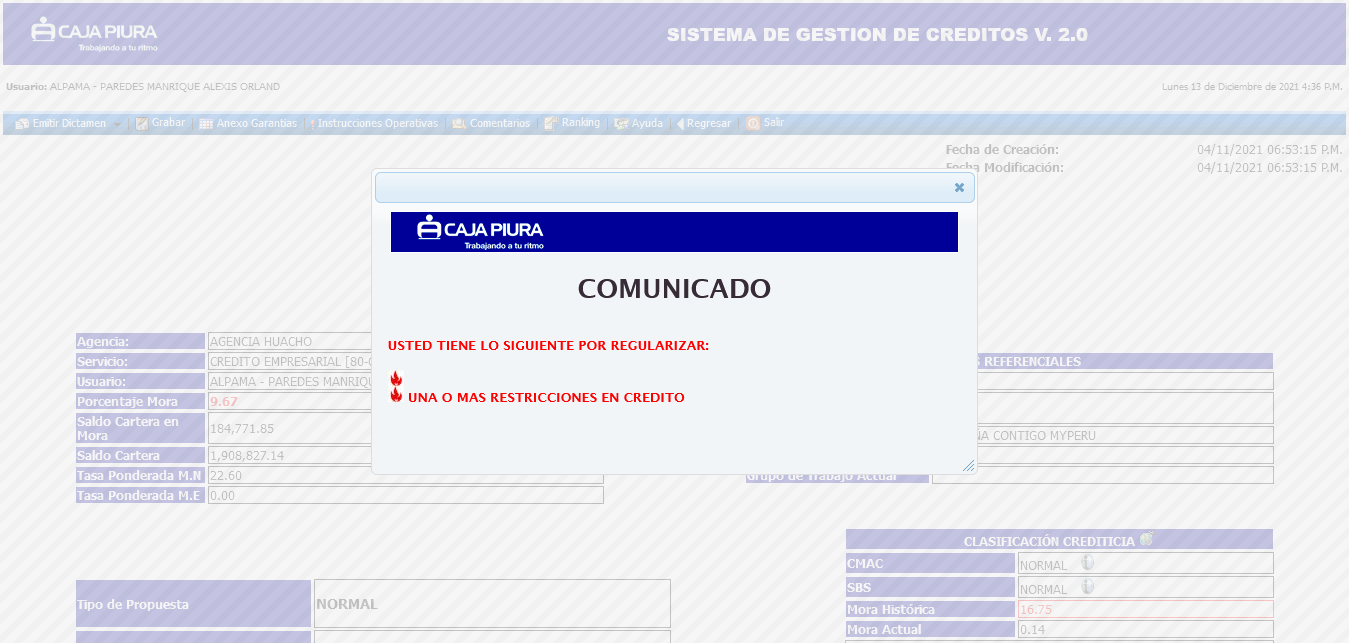 CAJA PIURA
Trabajando a tu ritmo
SISTEMA DE GESTION DE CREDITOS V. 2.0
Usuario: ALPAMA - PAREDES MANRIQUE ALEXIS ORLAND
Lunes 13 de Diciembre de 2021 4:36 P.M.
Emitir Dictamen Grabar Anexo Garantias Instrucciones Operativas Comentarios Ranking Ayuda Regresar Salir
Fecha de Creación: 04/11/2021 06:53:15 P.M.
Fecha Modificación: 04/11/2021 06:53:15 P.M.
CAJA PIURA
Trabajando a tu ritmo
COMUNICADO
USTED TIENE LO SIGUIENTE POR REGULARIZAR:
UNA O MAS RESTRICCIONES EN CREDITO
Agencia: AGENCIA HUACHO
Servicio: CREDITO EMPRESARIAL [80-
Usuario: ALPAMA - PAREDES MANRIQU
Porcentaje Mora 9.67
Saldo Cartera en
Mora
184,771.85
Saldo Cartera 1,908,827.14
Tasa Ponderada M.N 22.60
Tasa Ponderada M.E 0.00
REFERENCIALES
NA CONTIGO MYPERU
Grupo de Trabajo Actual
Tipo de Propuesta NORMAL
CLASIFICACIÓN CREDITICIA
CMAC NORMAL
SBS NORMAL
Mora Histórica 16.75
Mora Actual 0.14